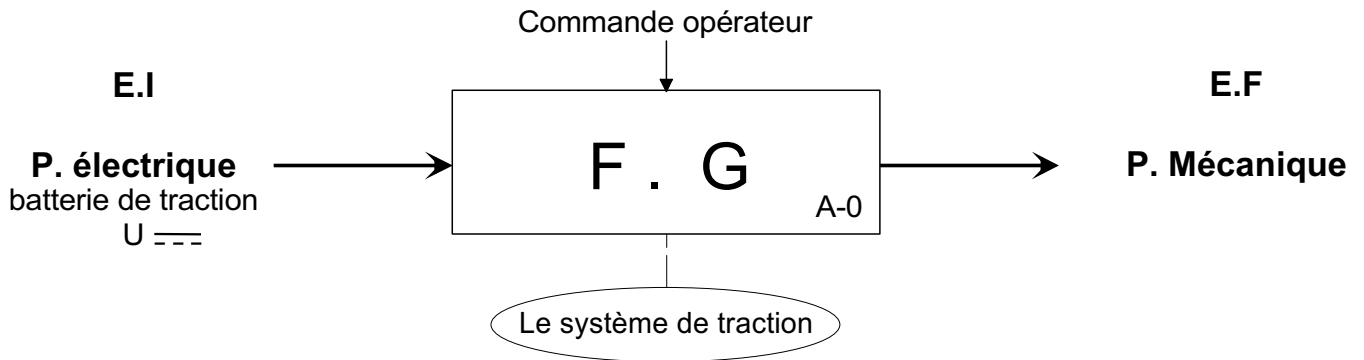 Commande opérateur
E.I
E.F
P. électrique
batterie de traction
U
F . G
A-0
P. Mécanique
Le système de traction